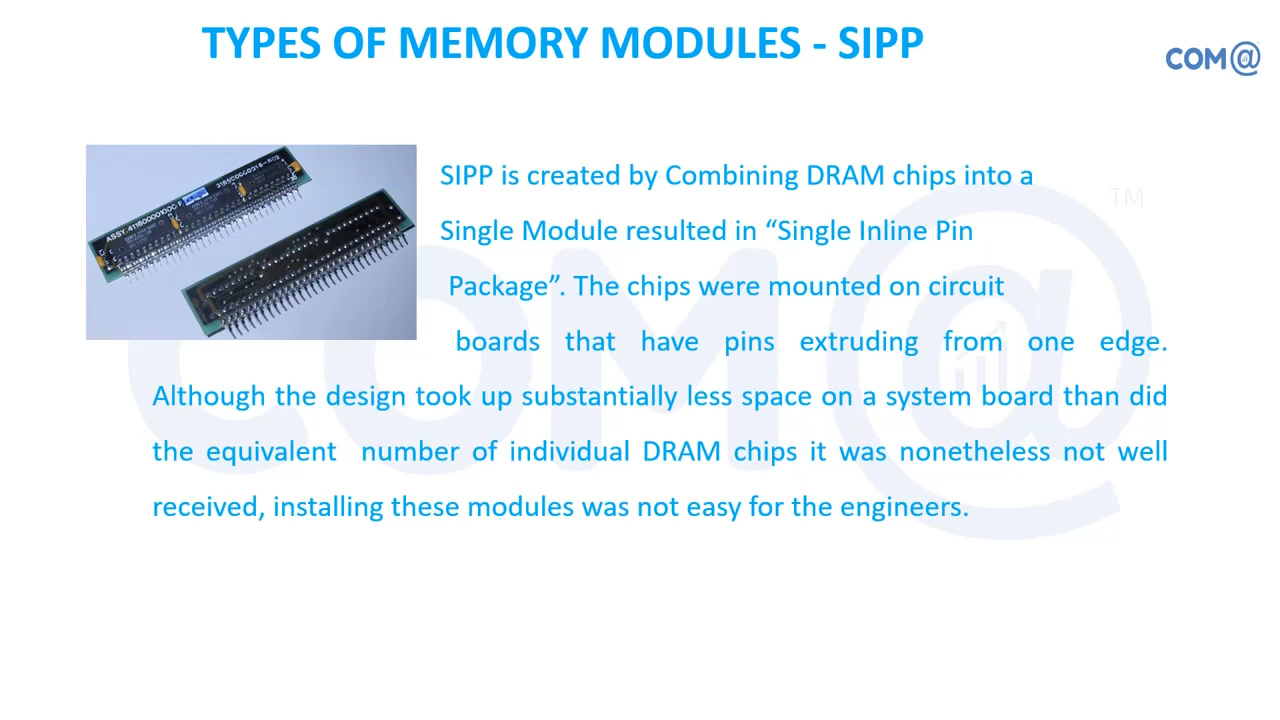 TYPES OF MEMORY MODULES - SIPP
COM@
SIPP is created by Combining DRAM chips into a
Single Module resulted in “Single Inline Pin
Package”. The chips were mounted on circuit
boards that have pins extruding from one edge.
Although the design took up substantially less space on a system board than did
the equivalent number of individual DRAM chips it was nonetheless not well
received, installing these modules was not easy for the engineers.
COM@
TM